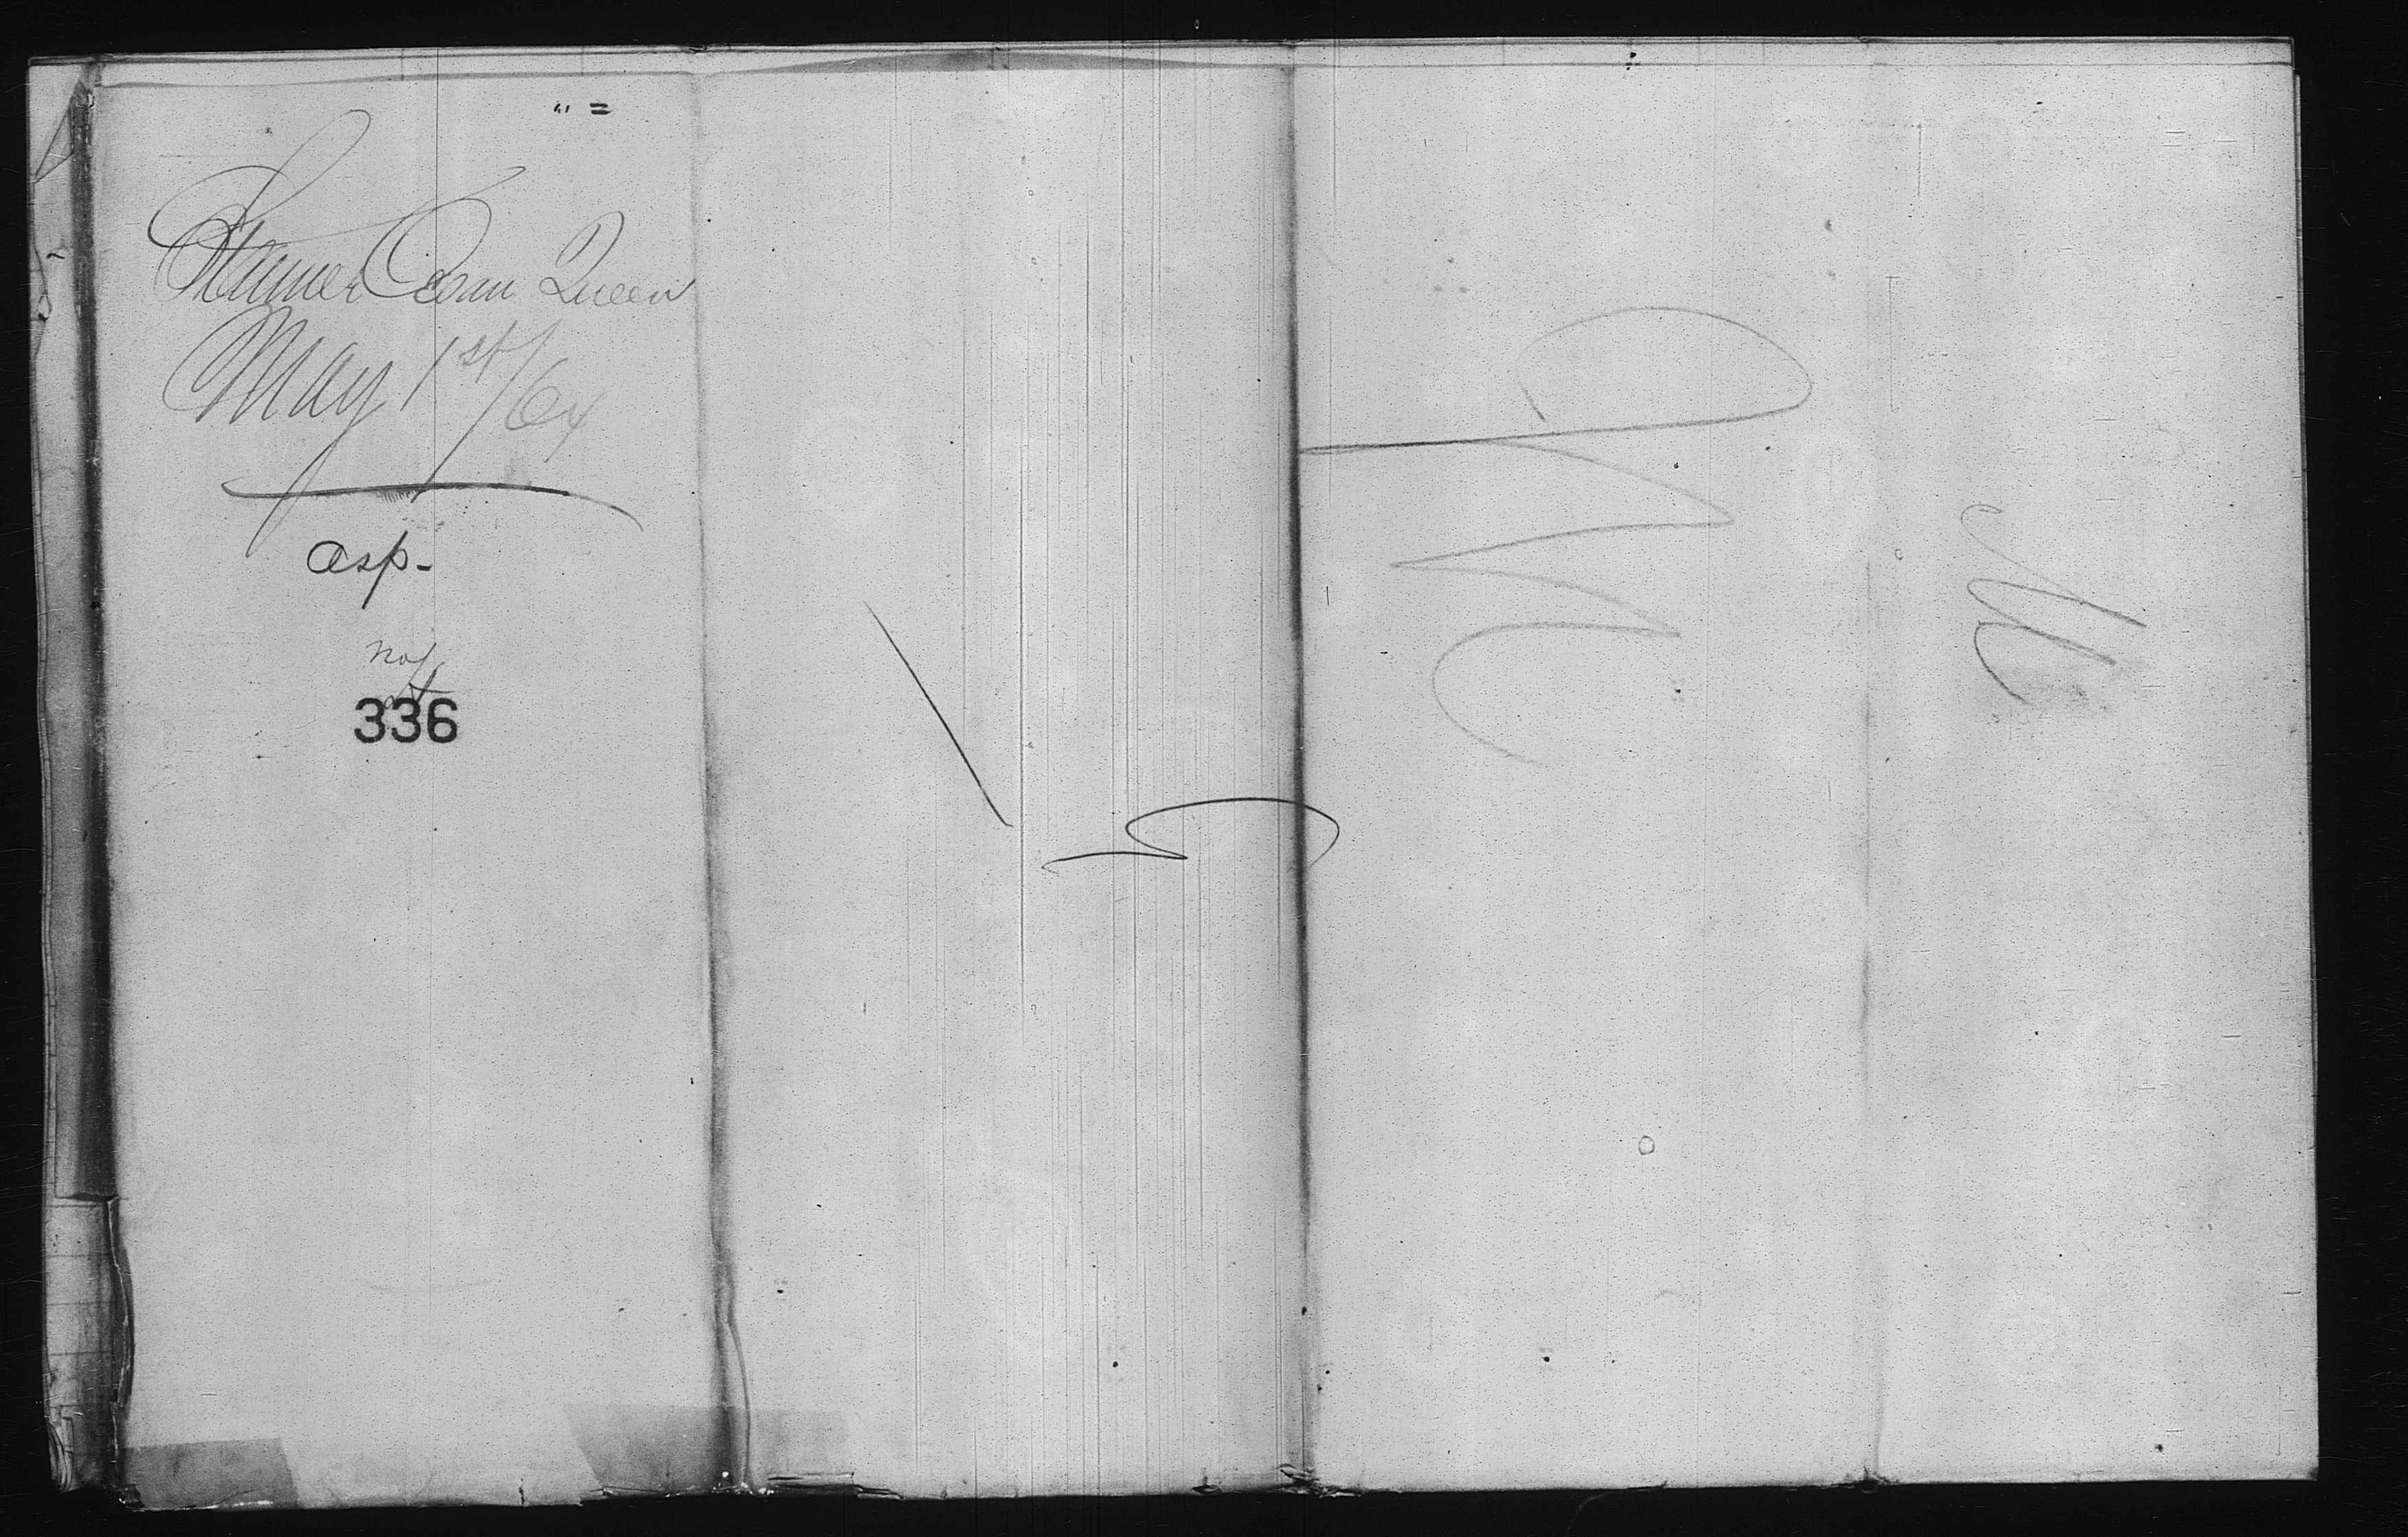 Steamer Ocean Queen
May 1st/64
asp-
336